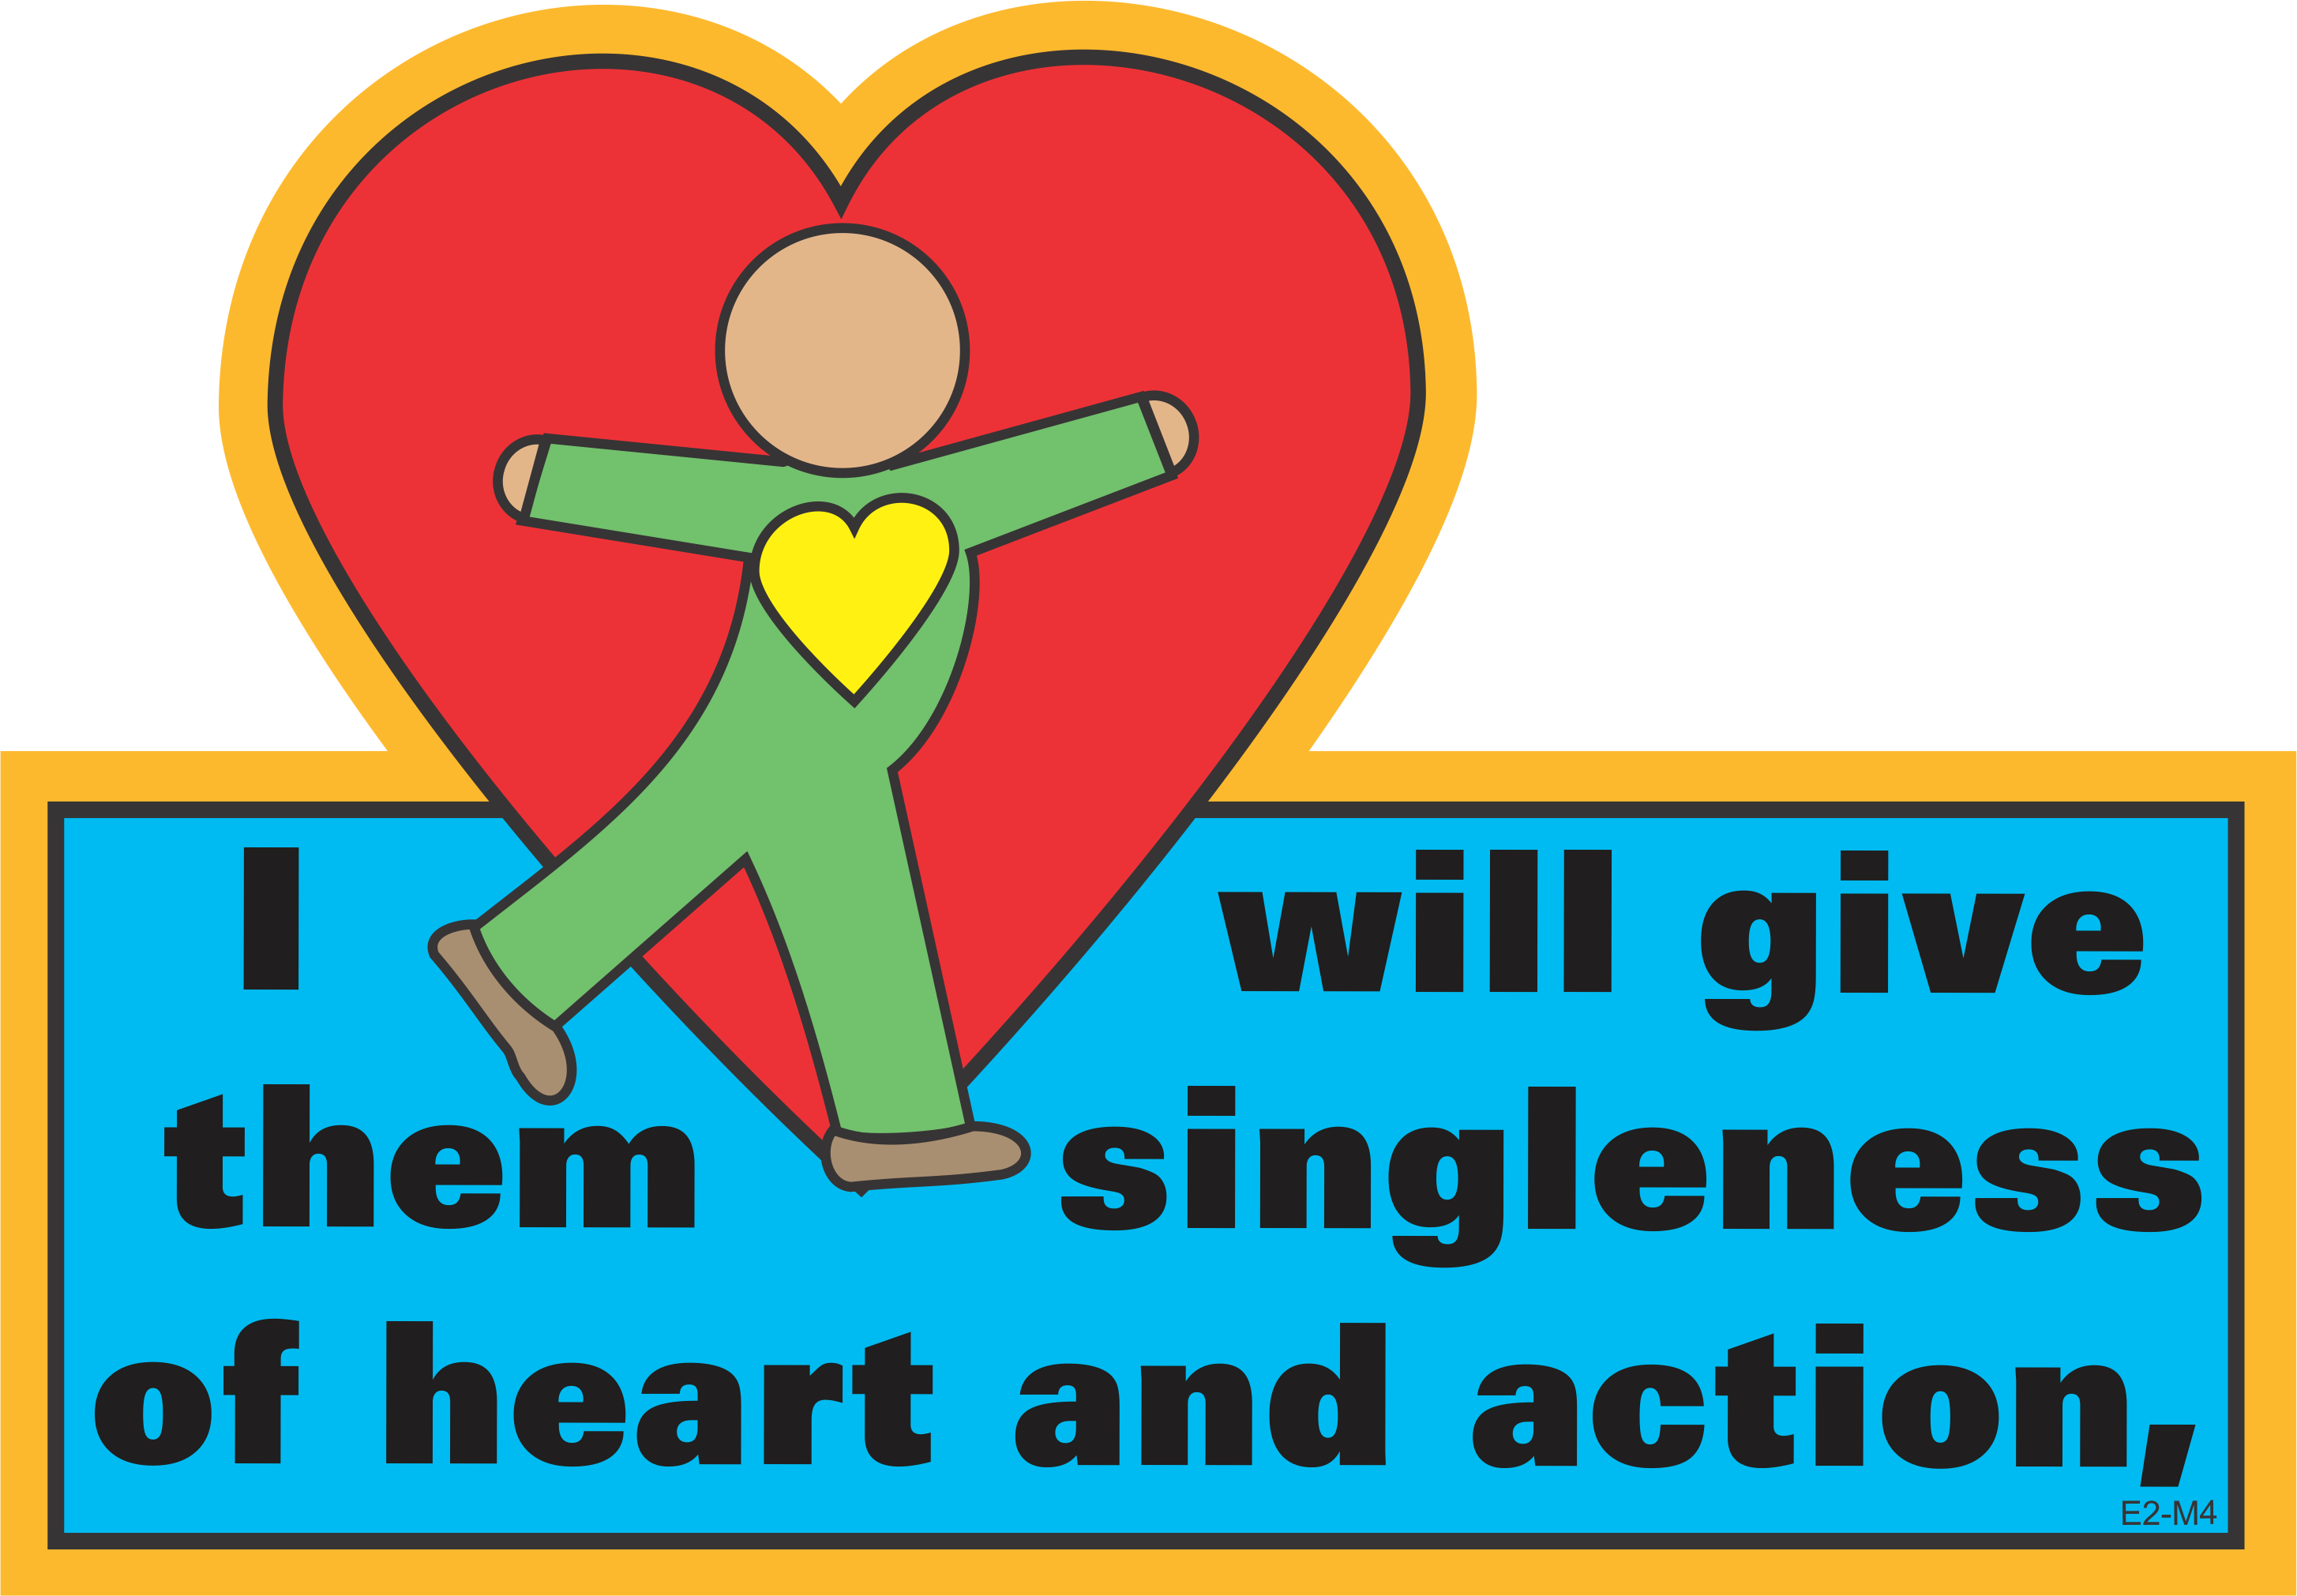 I will give
them singleness
of heart and action,
E2-M4